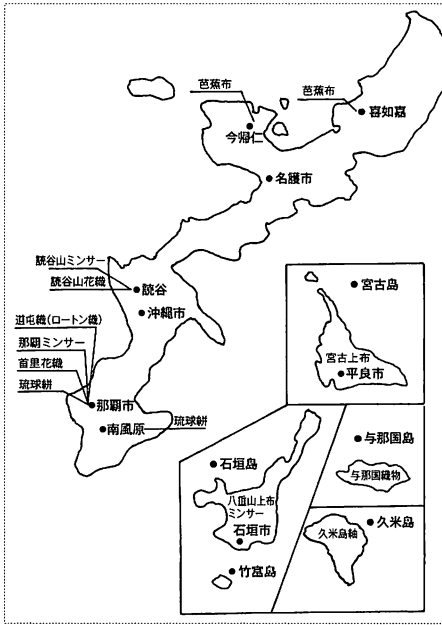 芭蕉布
芭蕉布
喜如嘉
今帰仁
名護市
読谷山ミンサー
読谷山花織
読谷
沖縄市
道屯織(ロートン織)
那覇ミンサー
首里花織
琉球絣
那覇市
南風原
琉球絣
宮古島
宮古上布
平良市
石垣島
八重山上布
ミンサー
石垣市
竹富島
与那国島
与那国織物
久米島
久米島紬